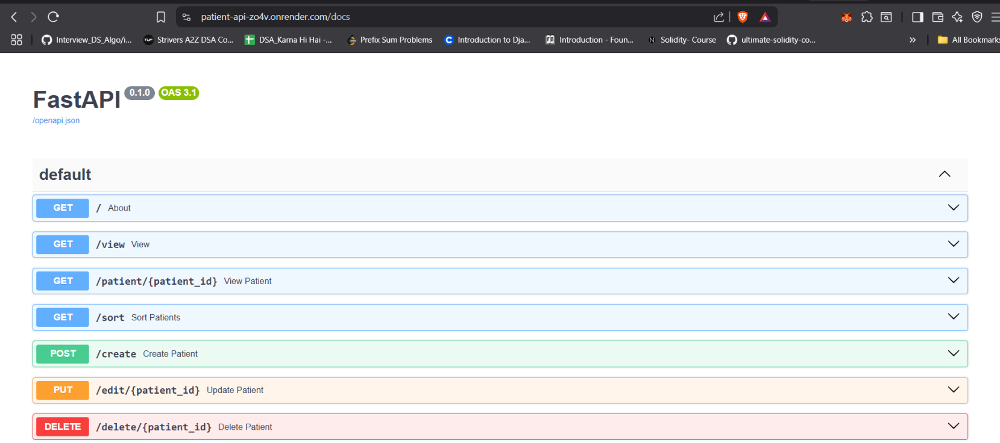 patient-api-zo4v.onrender.com/docs
Interview_DS_Algo/i... Strivers A2Z DSA Co... DSA_Karna Hi Hai -... Prefix Sum Problems Introduction to Dja... Introduction - Foun... Solidity- Course ultimate-solidity-co... » All Bookmarks
FastAPI 0.1.0 OAS 3.1
/openapi.json
default
GET / About
GET /view View
GET /patient/{patient_id} View Patient
GET /sort Sort Patients
POST /create Create Patient
PUT /edit/{patient_id} Update Patient
DELETE /delete/{patient_id} Delete Patient